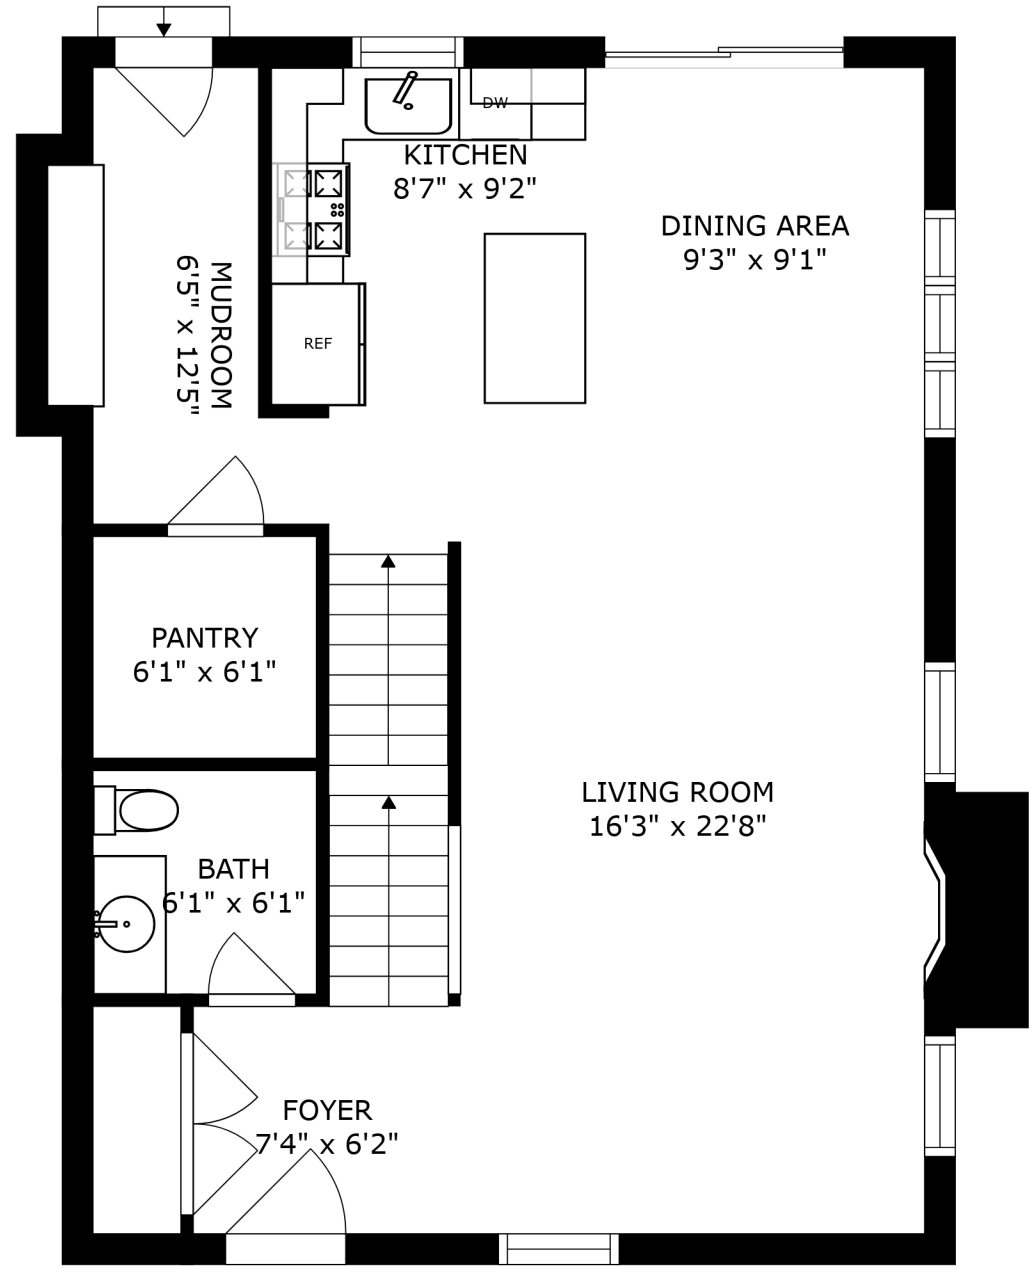 DW
KITCHEN
8'7" x 9'2"
DINING AREA
9'3" x 9'1"
MUDROOM
6'5" x 12'5"
REF
PANTRY
6'1" x 6'1"
LIVING ROOM
16'3" x 22'8"
BATH
6'1" x 6'1"
FOYER
7'4" x 6'2"